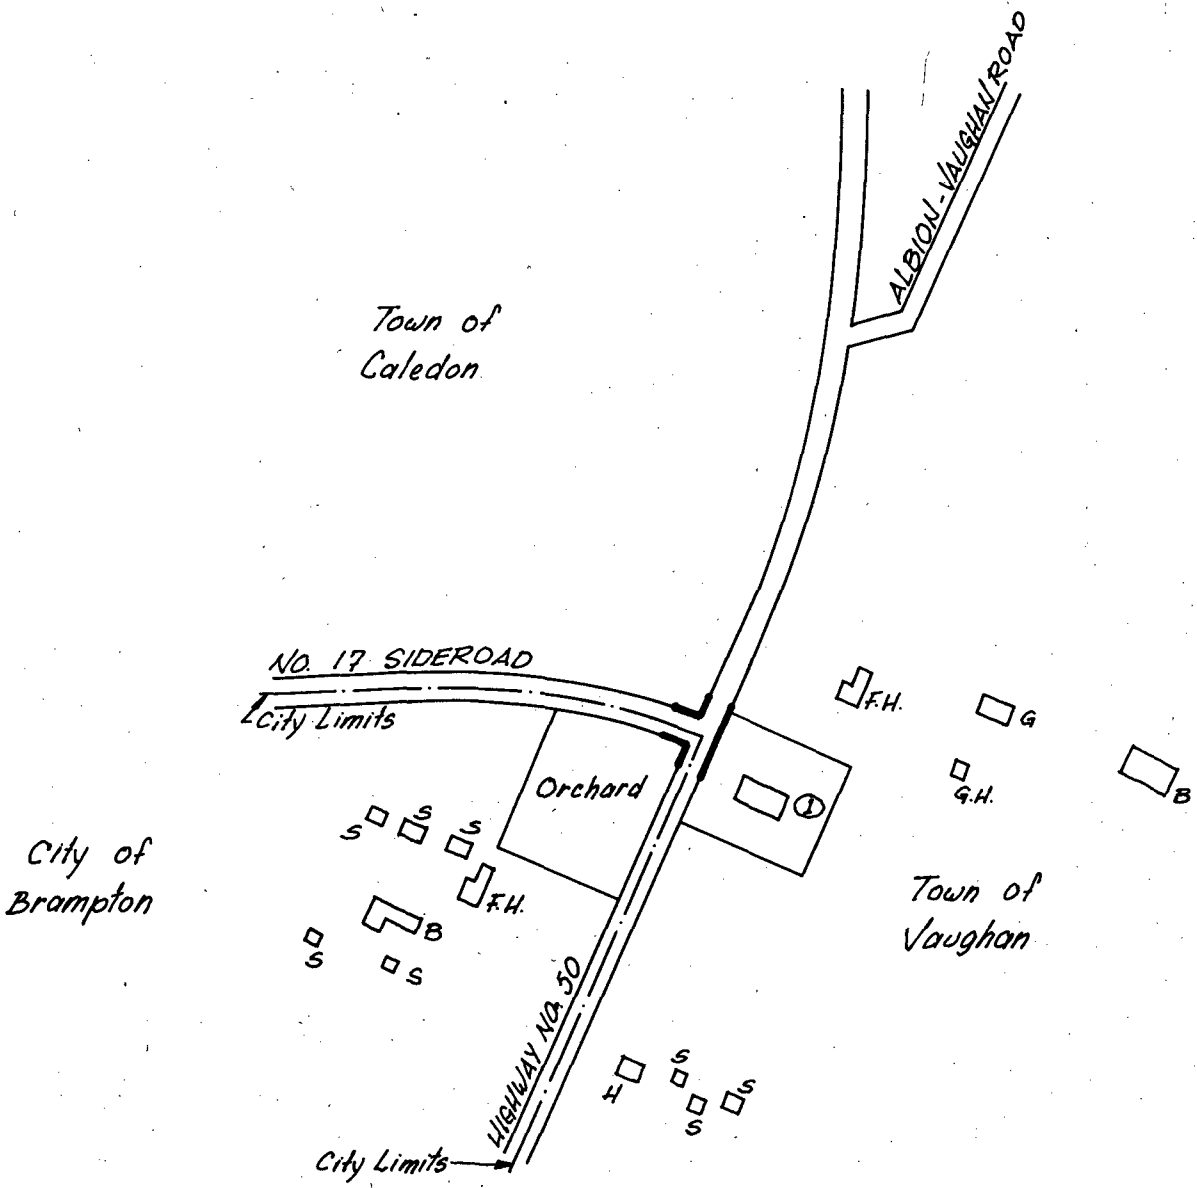 ALBION-VAUGHAN ROAD
Town of
Caledon
NO. 17 SIDEROAD
City Limits
F.H.
G
G.H.
B
Orchard
1
S
S
S
City of
Brampton
F.H.
B
S
S
Town of
Vaughan
HIGHWAY NO. 50
H
S
S
S
City Limits